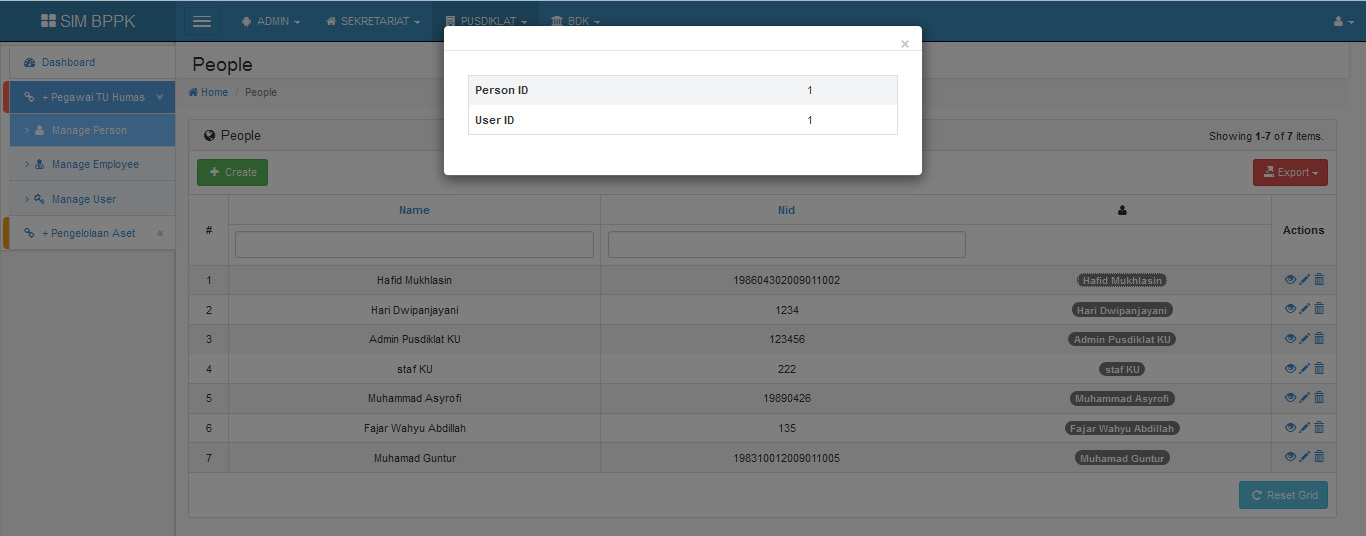 SIM BPPK
ADMIN
SEKRETARIAT
PUSDIKLAT
BDK
×
Person ID 1
User ID 1
Dashboard
+ Pegawai TU Humas
Manage Person
Manage Employee
Manage User
+ Pengelolaan Aset
People
Home / People
People
Showing 1-7 of 7 items.
+ Create
Export
# Name Nid Actions
1 Hafid Mukhlasin 198604302009011002 Hafid Mukhlasin
2 Hari Dwipanjayani 1234 Hari Dwipanjayani
3 Admin Pusdiklat KU 123456 Admin Pusdiklat KU
4 staf KU 222 staf KU
5 Muhammad Asyrofi 19890426 Muhammad Asyrofi
6 Fajar Wahyu Abdillah 135 Fajar Wahyu Abdillah
7 Muhamad Guntur 198310012009011005 Muhamad Guntur
Reset Grid